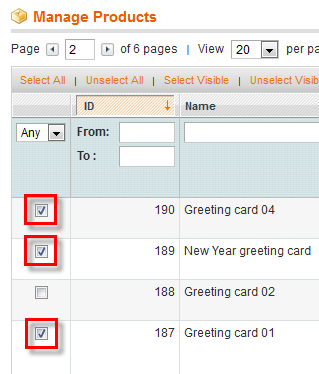 Manage Products
Page 2 of 6 pages | View 20 per pa
Select All | Unselect All | Select Visible | Unselect Visib
ID Name
Any From:
To :
190 Greeting card 04
189 New Year greeting card
188 Greeting card 02
187 Greeting card 01